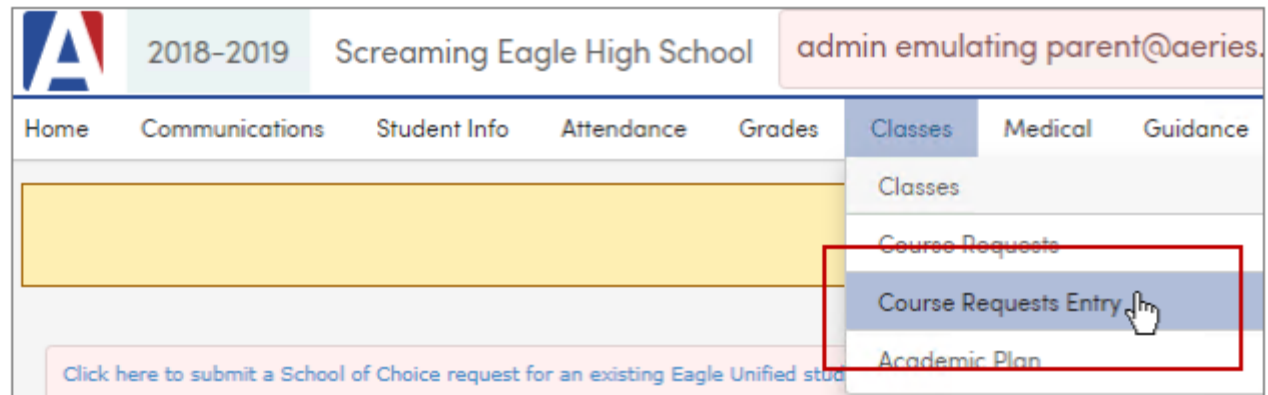 2018-2019 Screaming Eagle High School admin emulating parent@aeries.
Home Communications Student Info Attendance Grades Classes Medical Guidance
Classes
Course Requests
Course Requests Entry
Academic Plan
Click here to submit a School of Choice request for an existing Eagle Unified stud